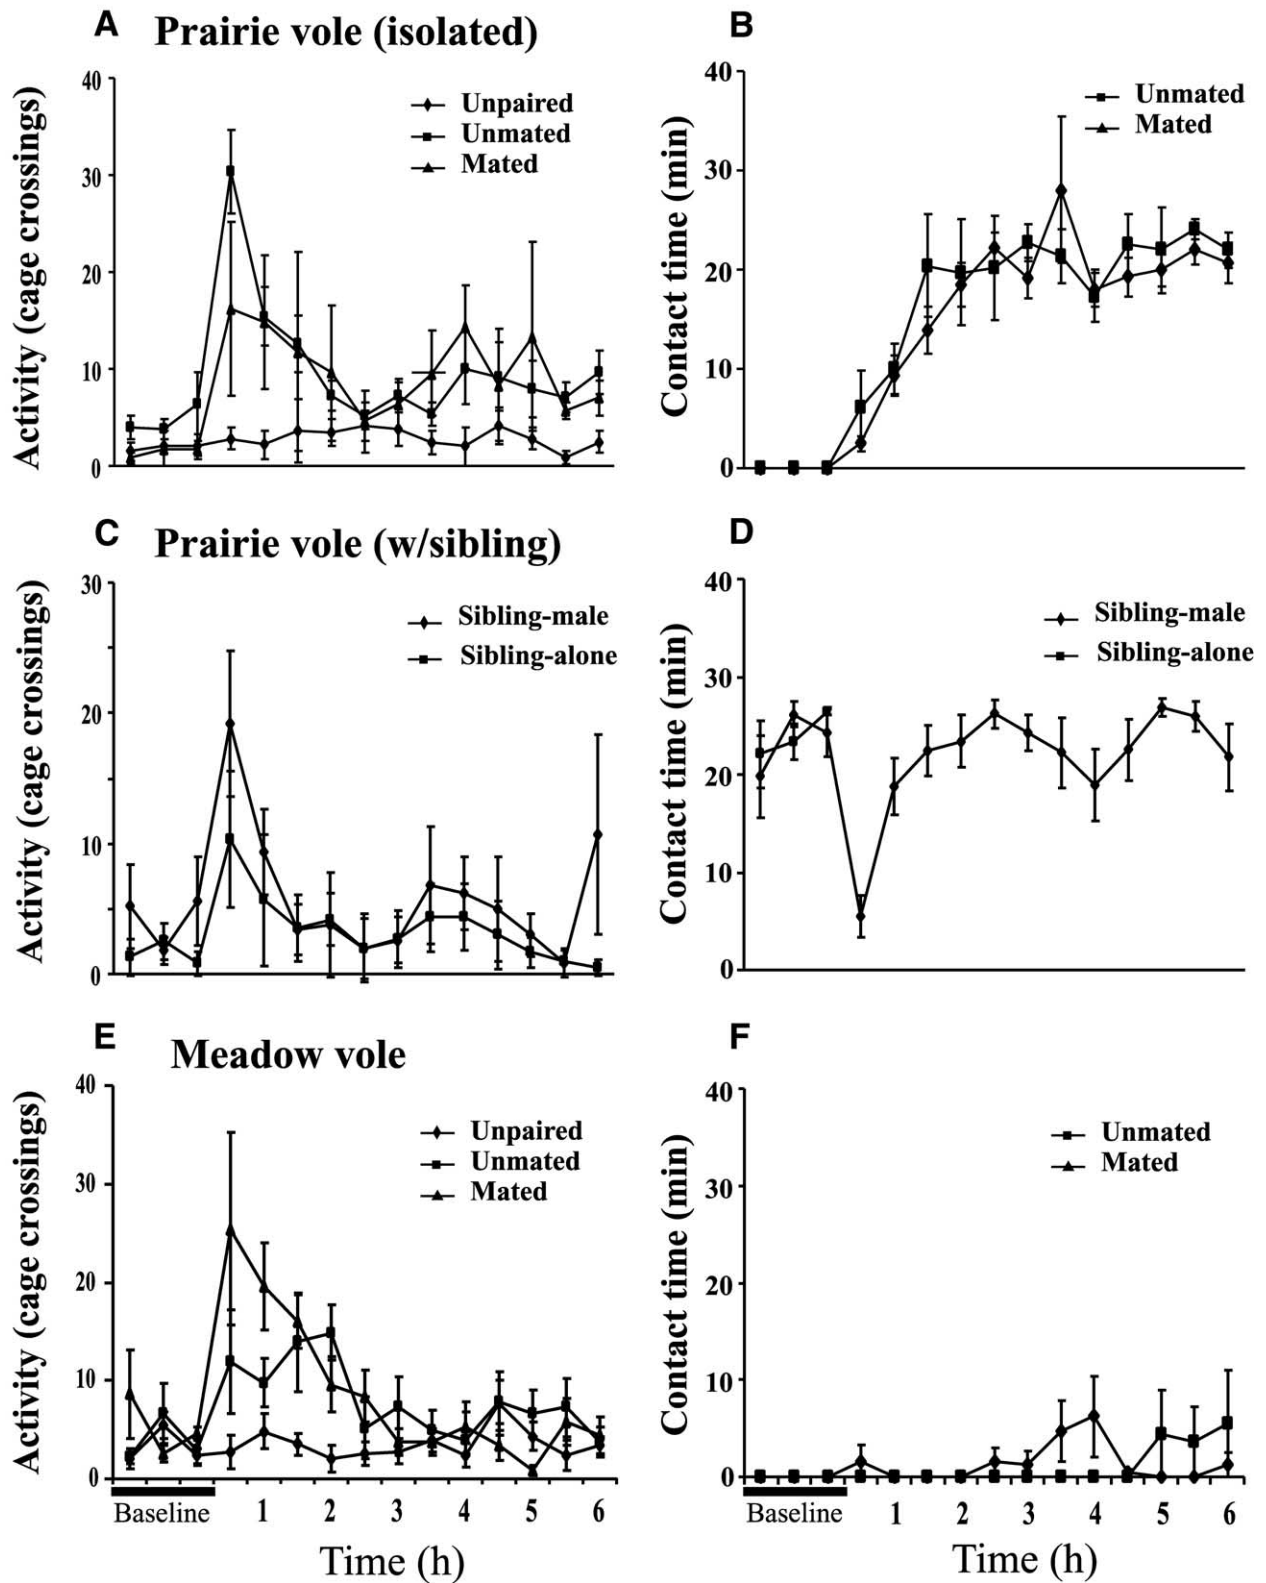 A Prairie vole (isolated)
Activity (cage crossings)
40
30
20
10
0
Unpaired
Unmated
Mated
B
Contact time (min)
40
30
20
10
0
Unmated
Mated
C Prairie vole (w/sibling)
Activity (cage crossings)
30
20
10
0
Sibling-male
Sibling-alone
D
Contact time (min)
40
30
20
10
0
Sibling-male
Sibling-alone
E Meadow vole
Activity (cage crossings)
40
30
20
10
0
Unpaired
Unmated
Mated
Baseline 1 2 3 4 5 6
Time (h)
F
Contact time (min)
40
30
20
10
0
Unmated
Mated
Baseline 1 2 3 4 5 6
Time (h)